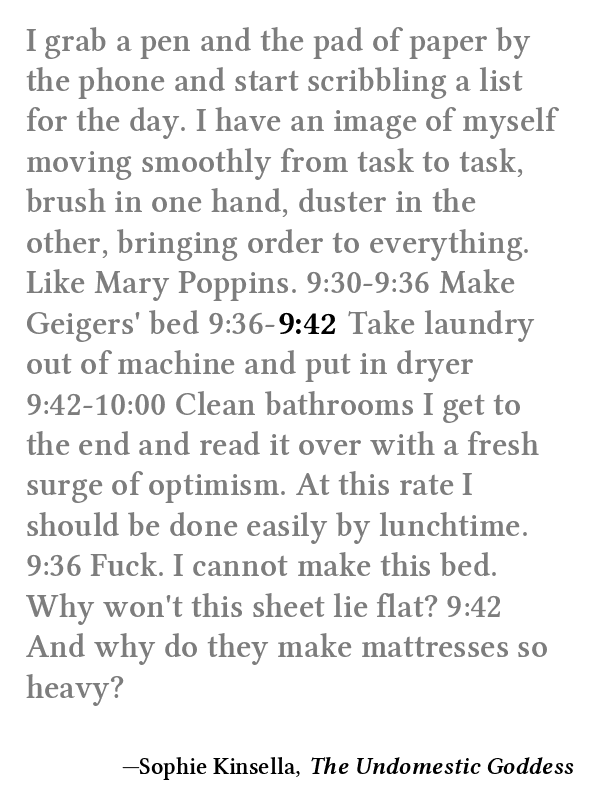 I grab a pen and the pad of paper by
the phone and start scribbling a list
for the day. I have an image of myself
moving smoothly from task to task,
brush in one hand, duster in the
other, bringing order to everything.
Like Mary Poppins. 9:30-9:36 Make
Geigers' bed 9:36-9:42 Take laundry
out of machine and put in dryer
9:42-10:00 Clean bathrooms I get to
the end and read it over with a fresh
surge of optimism. At this rate I
should be done easily by lunchtime.
9:36 Fuck. I cannot make this bed.
Why won't this sheet lie flat? 9:42
And why do they make mattresses so
heavy?
—Sophie Kinsella, The Undomestic Goddess